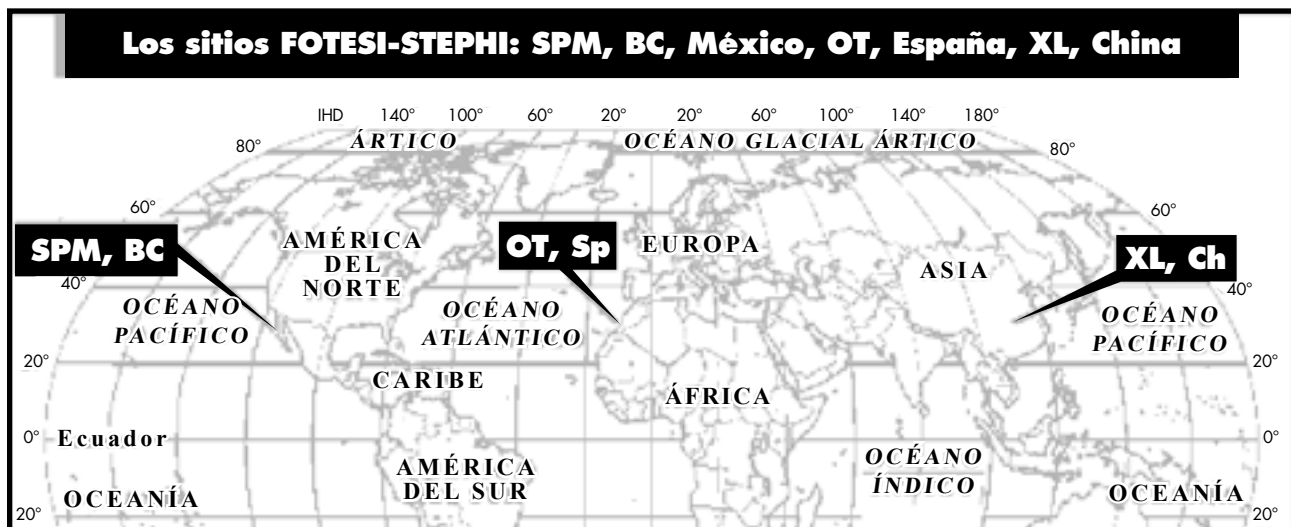 Los sitios FOTESI-STEPHI: SPM, BC, México, OT, España, XL, China
IHD 140° 100° 60° 20° 20° 60° 100° 140° 180°
ÁRTICO OCÉANO GLACIAL ÁRTICO
80° 80°
60° 60°
SPM, BC
AMÉRICA
DEL
NORTE
OT, Sp
EUROPA
ASIA
XL, Ch
40° 40°
OCÉANO
PACÍFICO
OCÉANO
ATLÁNTICO
OCÉANO
PACÍFICO
20° 20°
CARIBE
ÁFRICA
0° Ecuador 0°
AMÉRICA
DEL SUR
OCÉANO
ÍNDICO
OCEANÍA
OCEANÍA
20° 20°